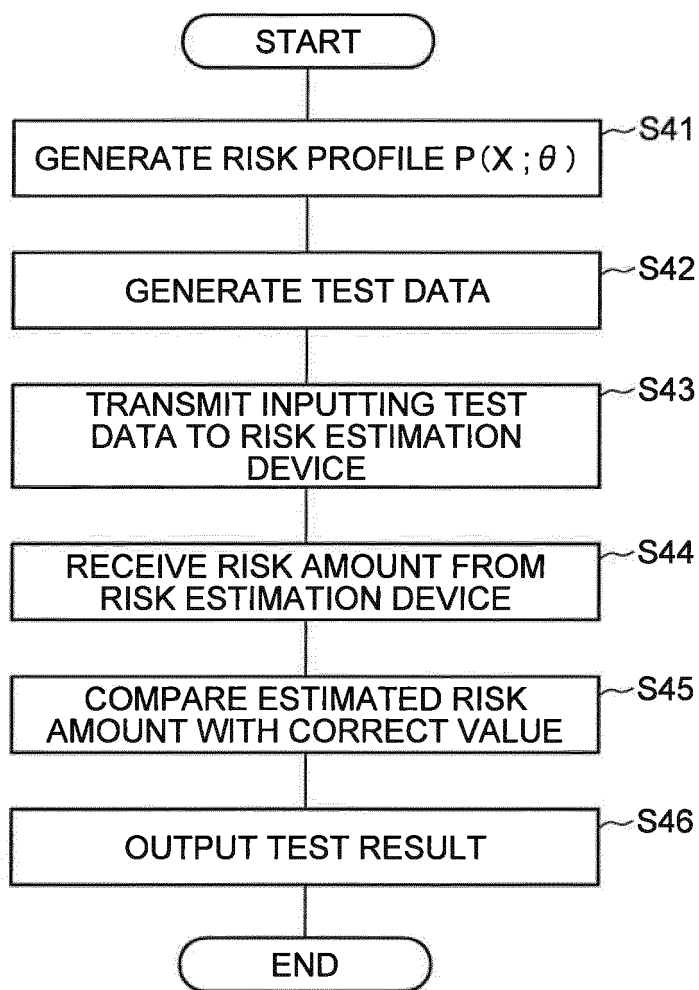 START
GENERATE RISK PROFILE P(X ; θ)
S41
GENERATE TEST DATA
S42
TRANSMIT INPUTTING TEST
DATA TO RISK ESTIMATION
DEVICE
S43
RECEIVE RISK AMOUNT FROM
RISK ESTIMATION DEVICE
S44
COMPARE ESTIMATED RISK
AMOUNT WITH CORRECT VALUE
S45
OUTPUT TEST RESULT
S46
END